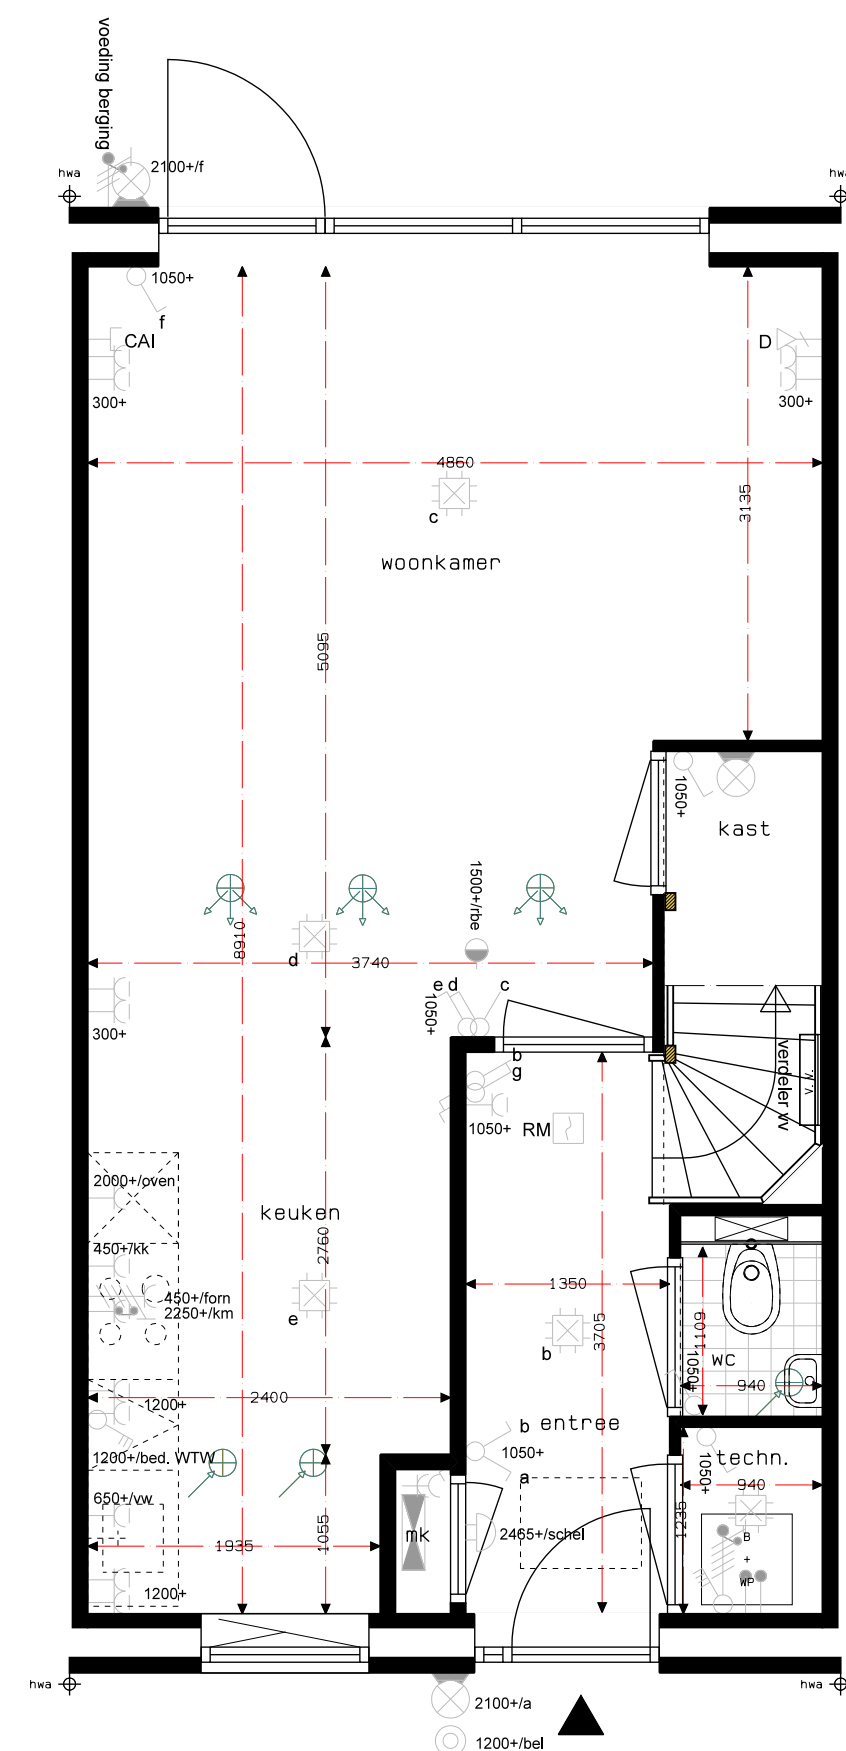 voeding berging
2100+/f
hwa
hwa
1050+
f
CAI
D
300+
300+
4860
c
3135
woonkamer
5095
1050+
kast
1500+/rbe
8910
d
3740
e d
c
1050+
300+
b
g
verdeler vv
v.v.
1050+
RM
2000+/oven
keuken
450+/kk
2760
1350
450+/forn
2250+/km
e
3705
1109
b
wc
1050+
940
2400
1200+
b
entree
1050+
a
1200+/bed. WTW
techn.
1050+
940
650+/vw
mk
2465+/schel
1235
B
+
WP
1935
1055
1200+
hwa
hwa
2100+/a
1200+/bel